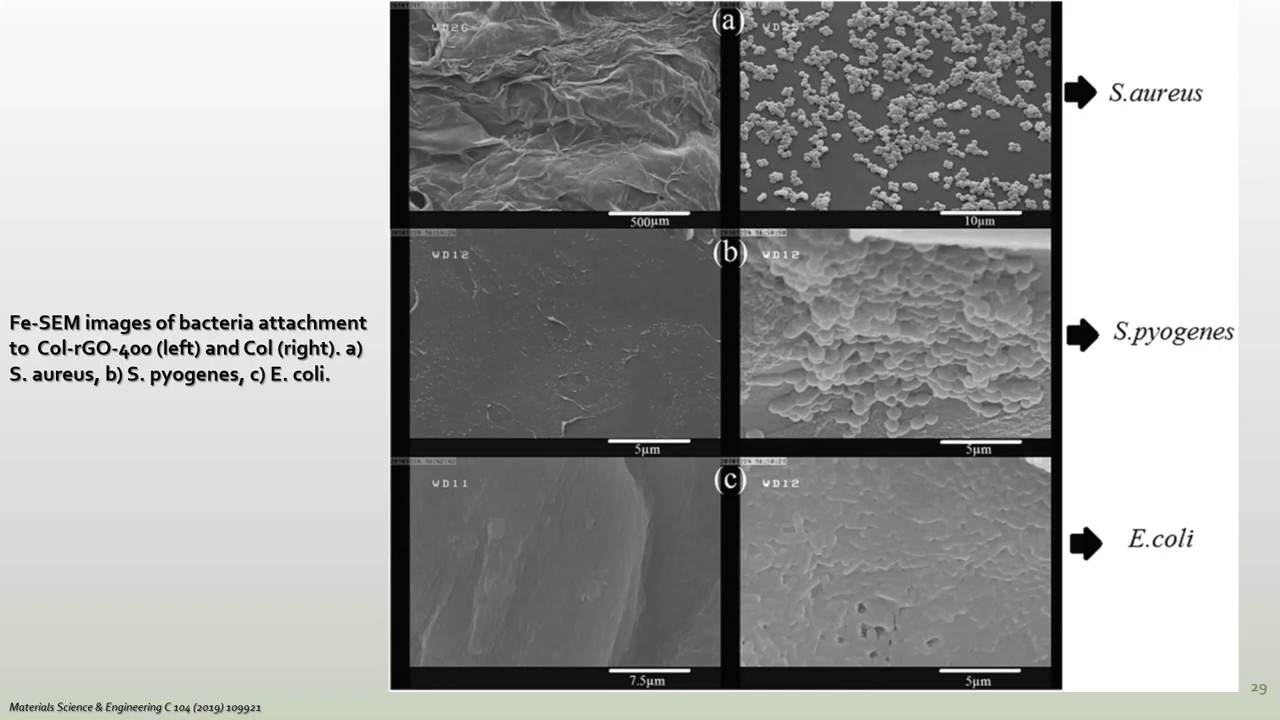 (a)
WD26
S.aureus
500µm
10µm
(b)
WD12
WD12
S.pyogenes
5µm
5µm
Fe-SEM images of bacteria attachment
to Col-rGO-400 (left) and Col (right). a)
S. aureus, b) S. pyogenes, c) E. coli.
(c)
WD11
WD12
E.coli
7.5µm
5µm
29
Materials Science & Engineering C 104 (2019) 109921